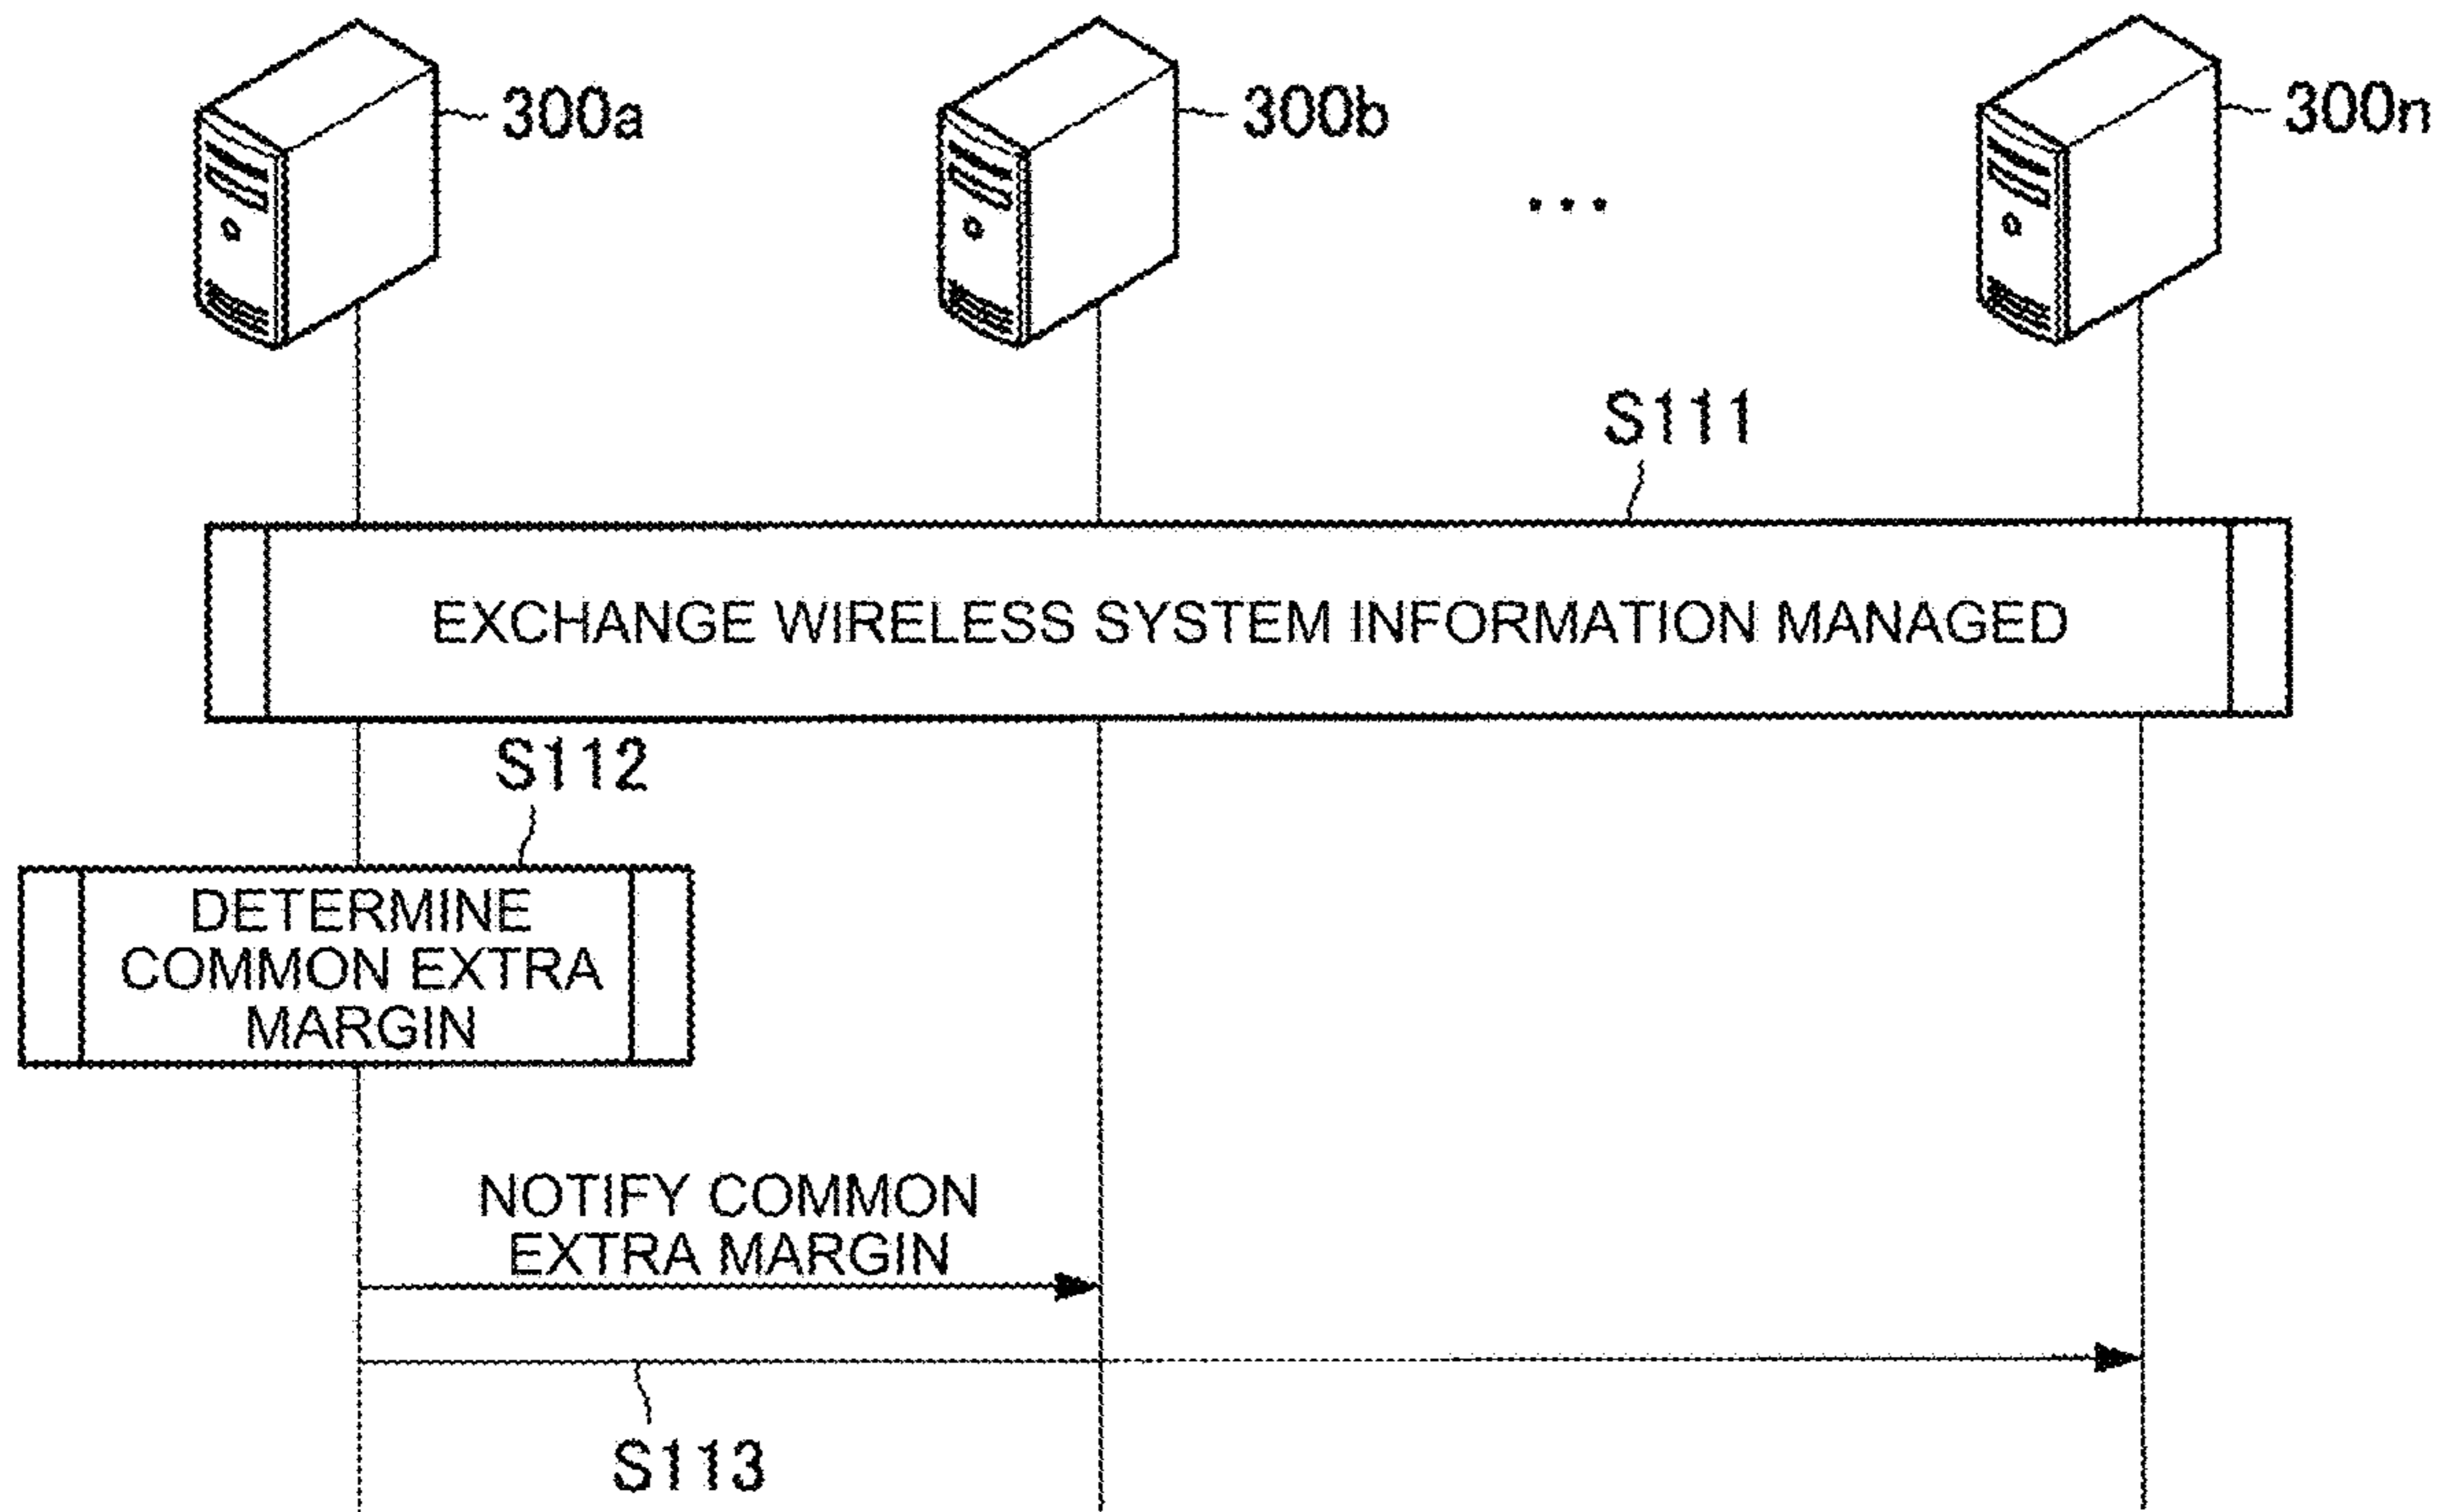 300a
300b
...
300n
S111
EXCHANGE WIRELESS SYSTEM INFORMATION MANAGED
S112
DETERMINE
COMMON EXTRA
MARGIN
NOTIFY COMMON
EXTRA MARGIN
S113